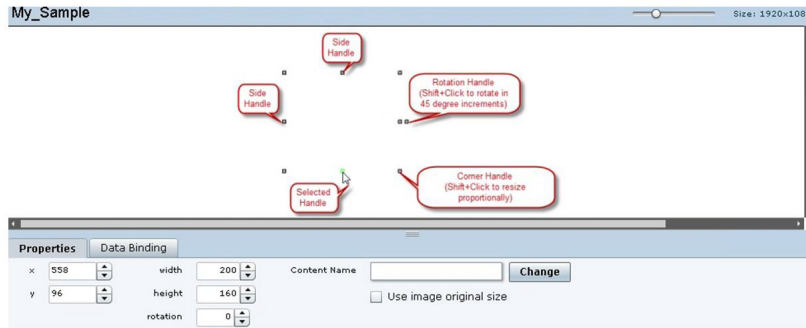 My_Sample
Size: 1920x108
Side
Handle
Side
Handle
Rotation Handle
(Shift+Click to rotate in
45 degree increments)
Selected
Handle
Corner Handle
(Shift+Click to resize
proportionally)
Properties Data Binding
x 558 width 200 Content Name Change
y 96 height 160 Use image original size
rotation 0